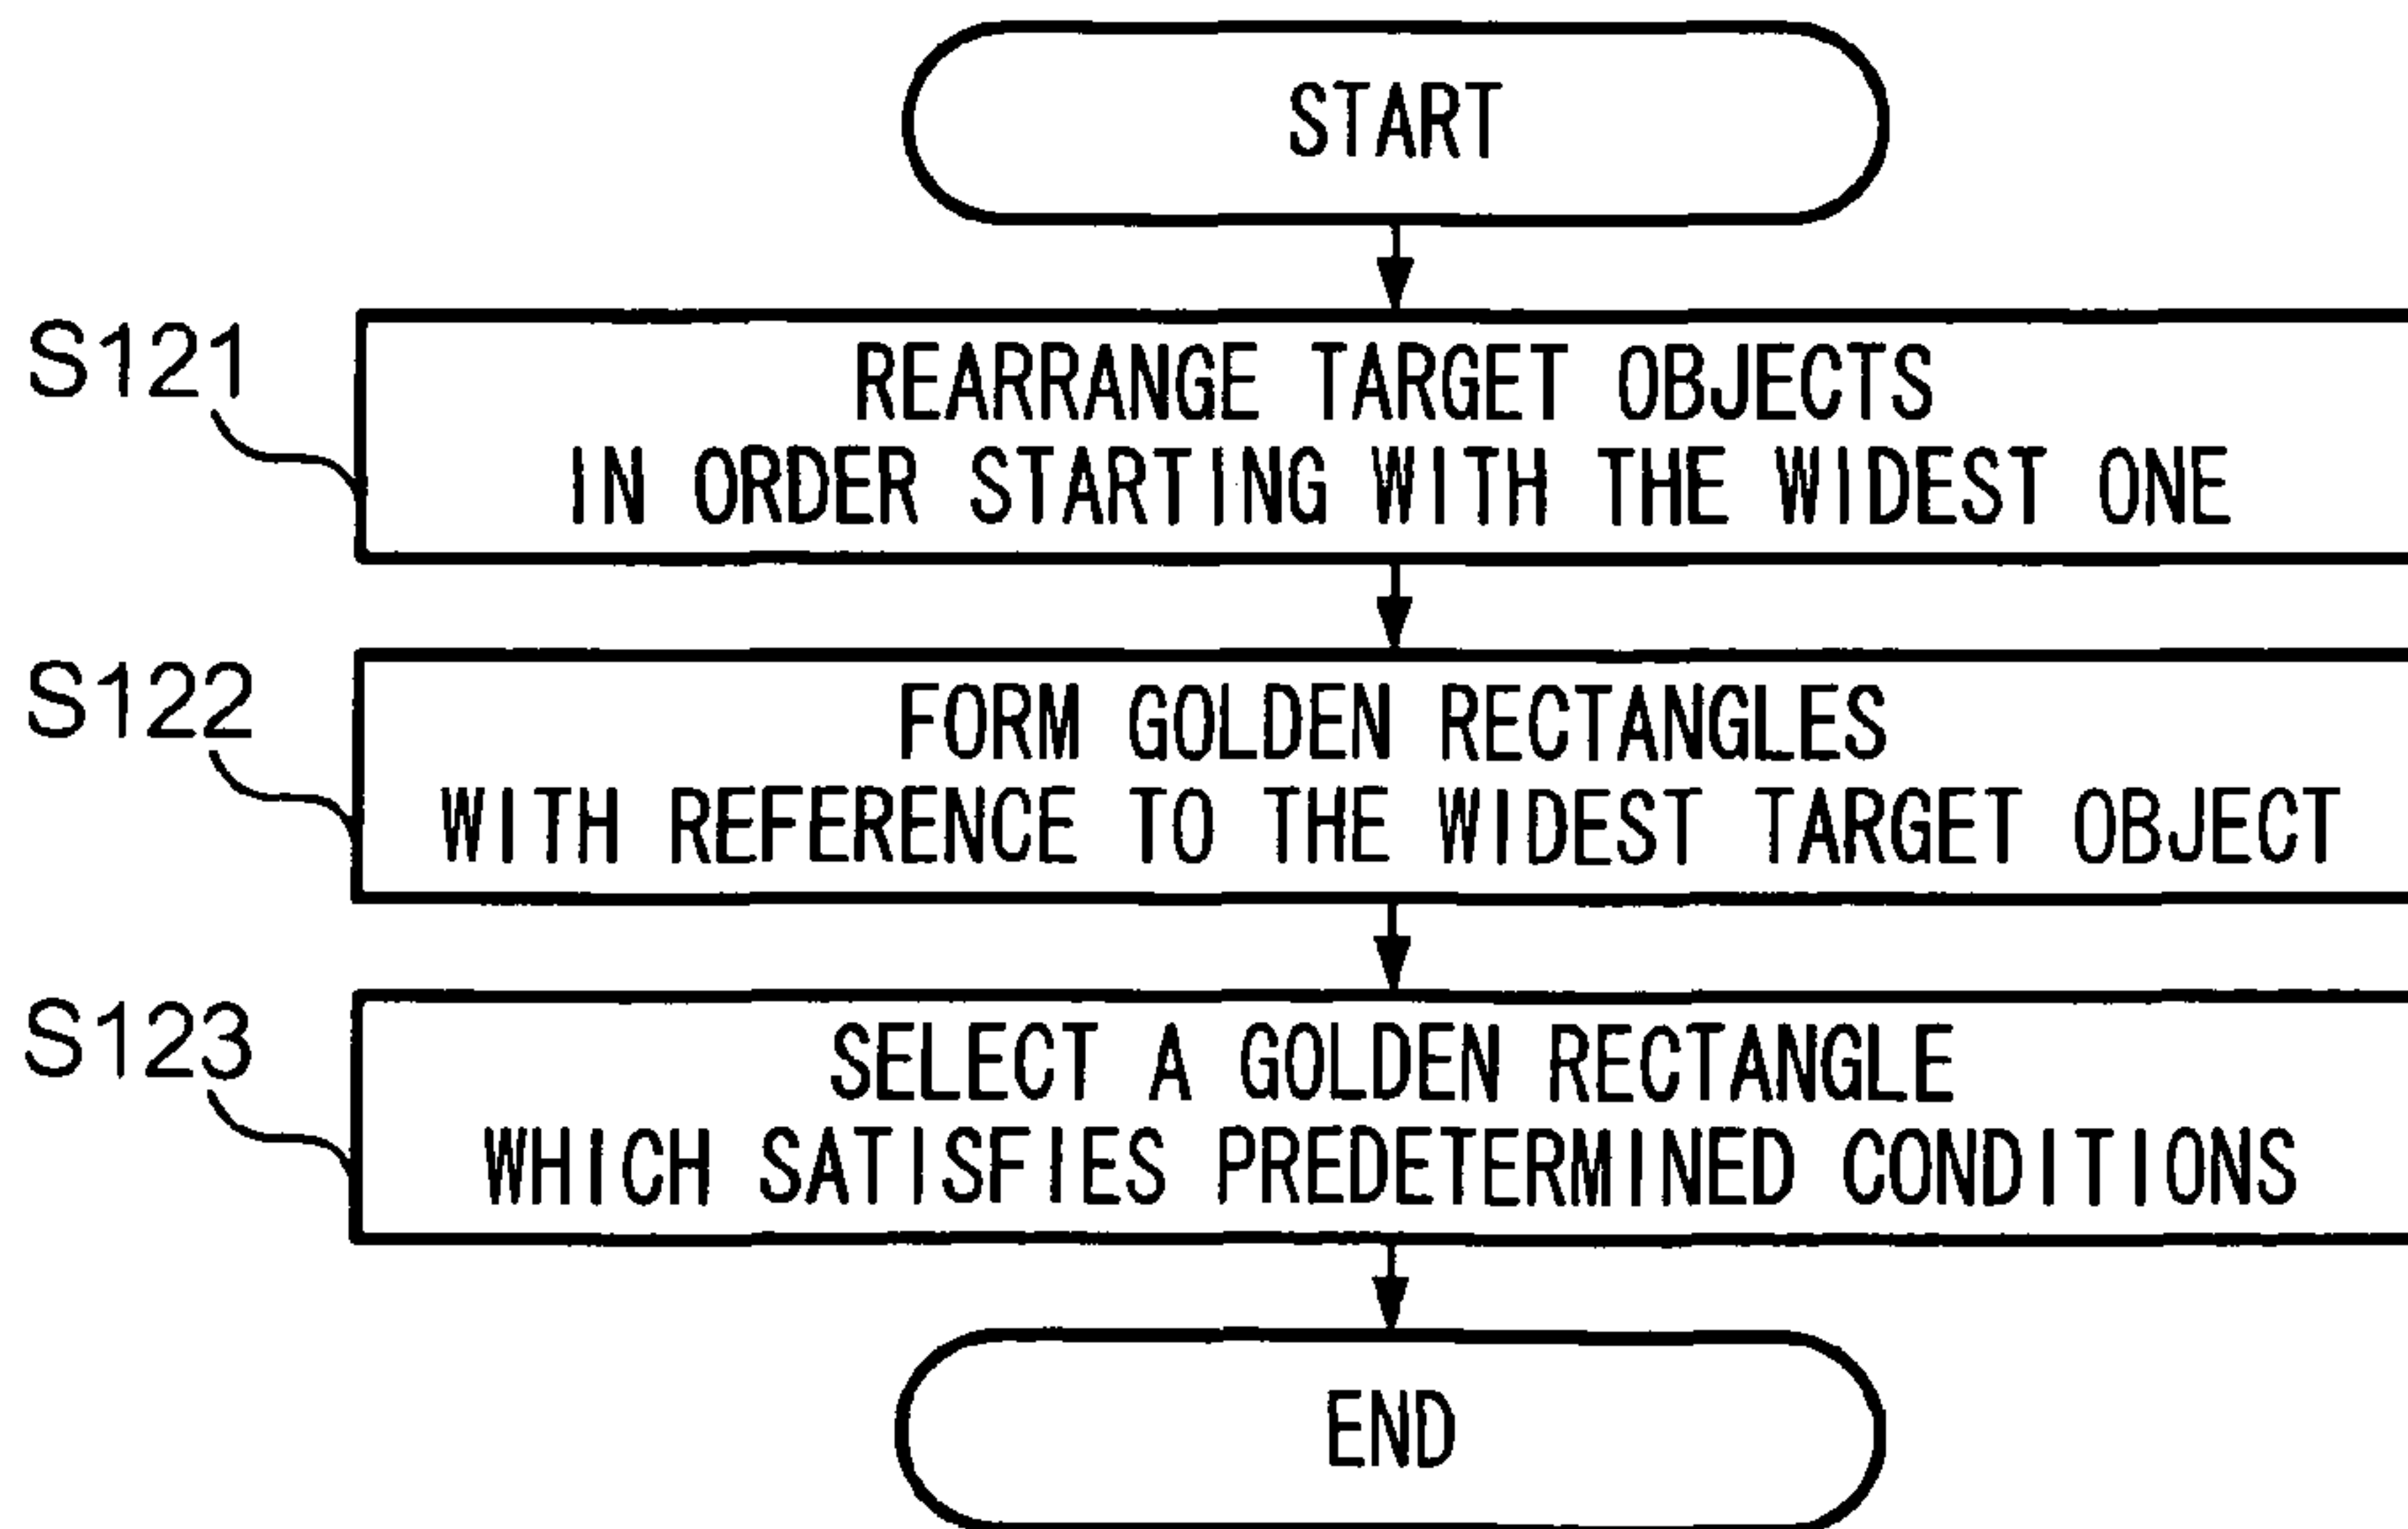 START
S121
REARRANGE TARGET OBJECTS
IN ORDER STARTING WITH THE WIDEST ONE
S122
FORM GOLDEN RECTANGLES
WITH REFERENCE TO THE WIDEST TARGET OBJECT
S123
SELECT A GOLDEN RECTANGLE
WHICH SATISFIES PREDETERMINED CONDITIONS
END